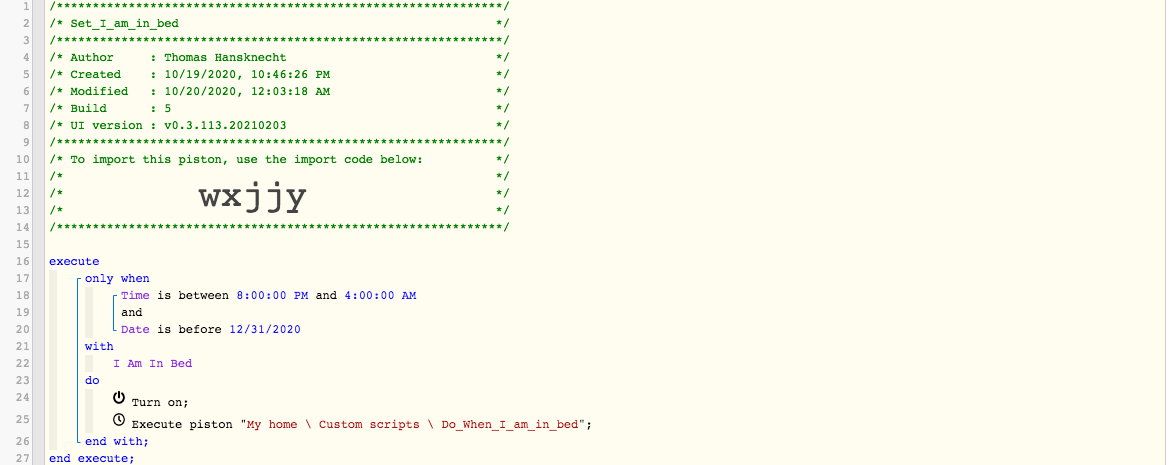 1 /**************************************************************/
2 /* Set_I_am_in_bed */
3 /**************************************************************/
4 /* Author : Thomas Hansknecht */
5 /* Created : 10/19/2020, 10:46:26 PM */
6 /* Modified : 10/20/2020, 12:03:18 AM */
7 /* Build : 5 */
8 /* UI version : v0.3.113.20210203 */
9 /**************************************************************/
10 /* To import this piston, use the import code below: */
11 /* */
12 /* wxjjy */
13 /* */
14 /**************************************************************/
15
16 execute
17 only when
18 Time is between 8:00:00 PM and 4:00:00 AM
19 and
20 Date is before 12/31/2020
21 with
22 I Am In Bed
23 do
24 Turn on;
25 Execute piston "My home \ Custom scripts \ Do_When_I_am_in_bed";
26 end with;
27 end execute;